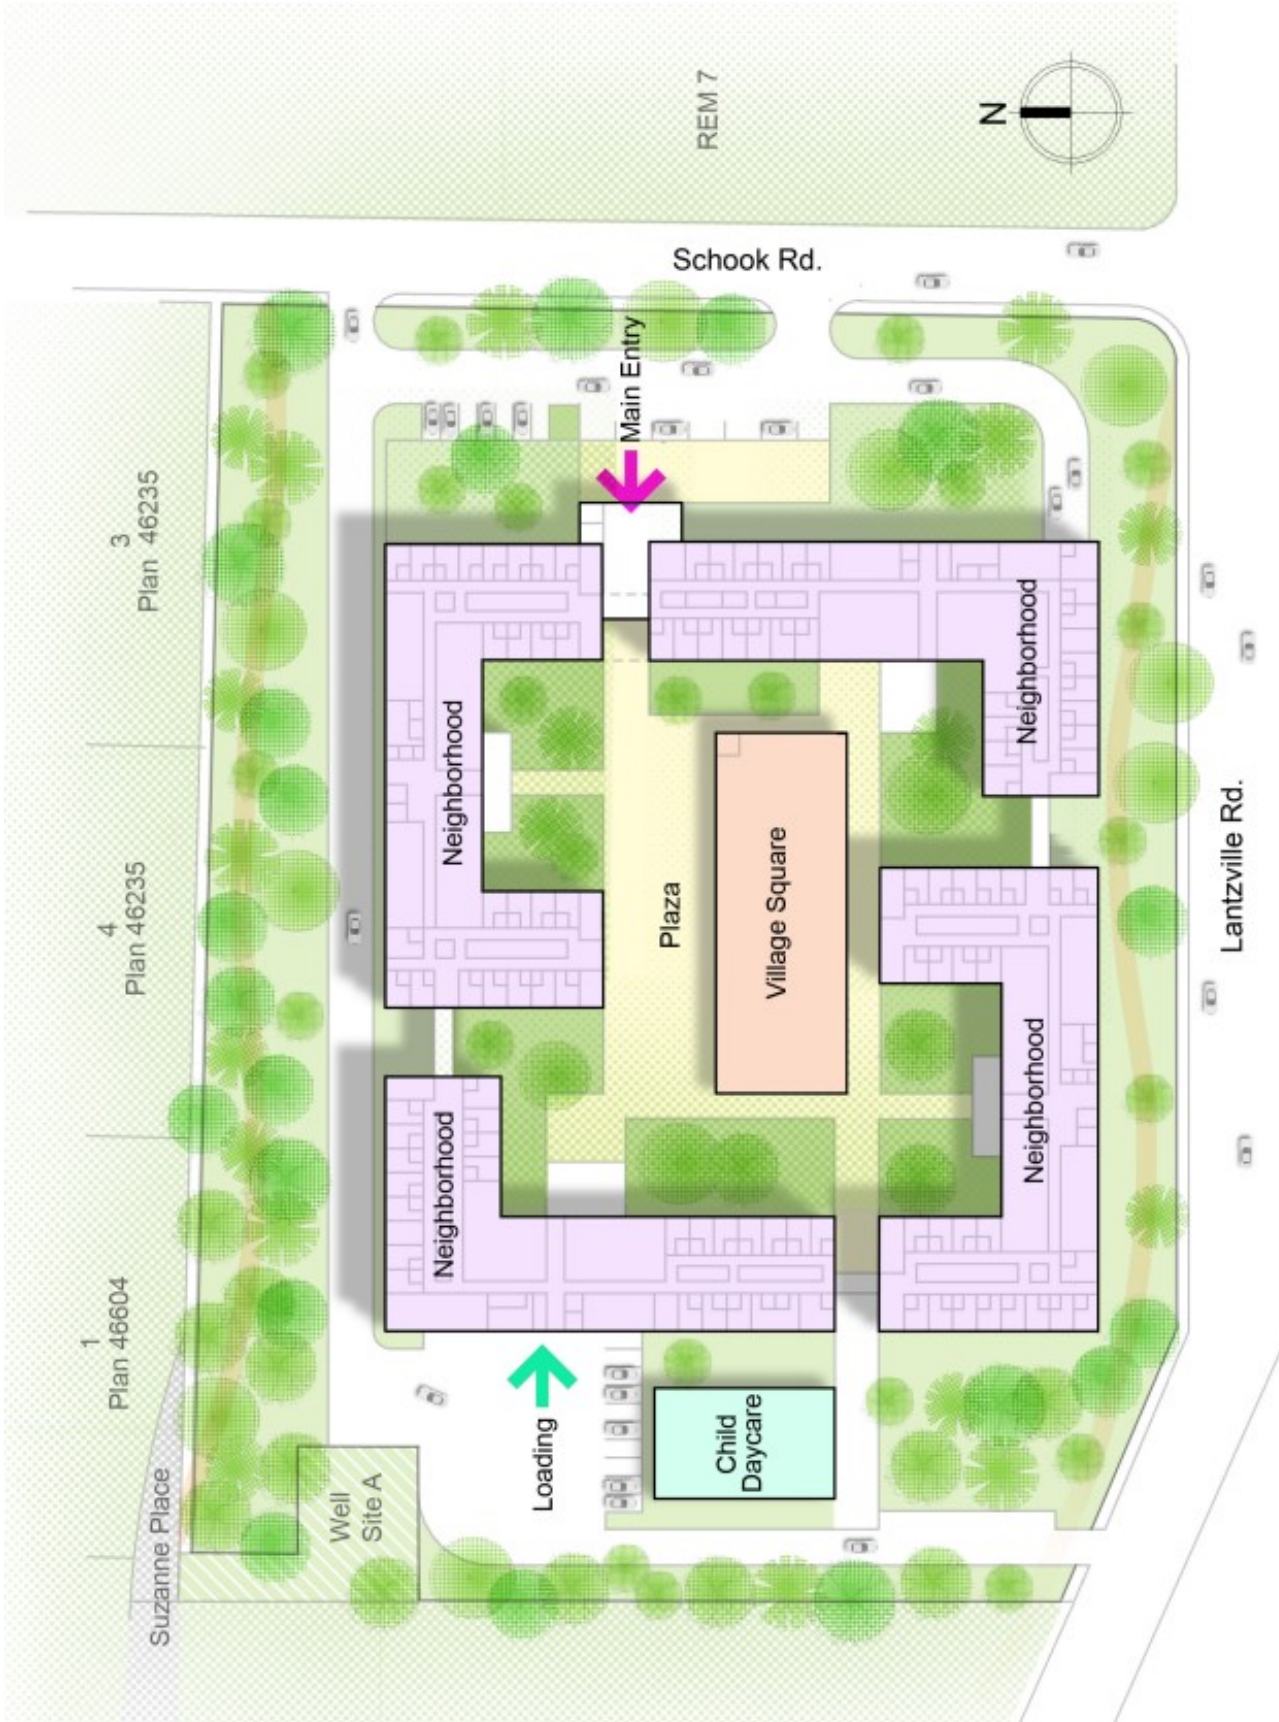 REM 7
N
Schook Rd.
Main Entry
3
Plan 46235
Neighborhood
Neighborhood
4
Plan 46235
Plaza
Village Square
Lantzville Rd.
Neighborhood
Neighborhood
1
Plan 46604
Loading
Child
Daycare
Well
Site A
Suzanne Place